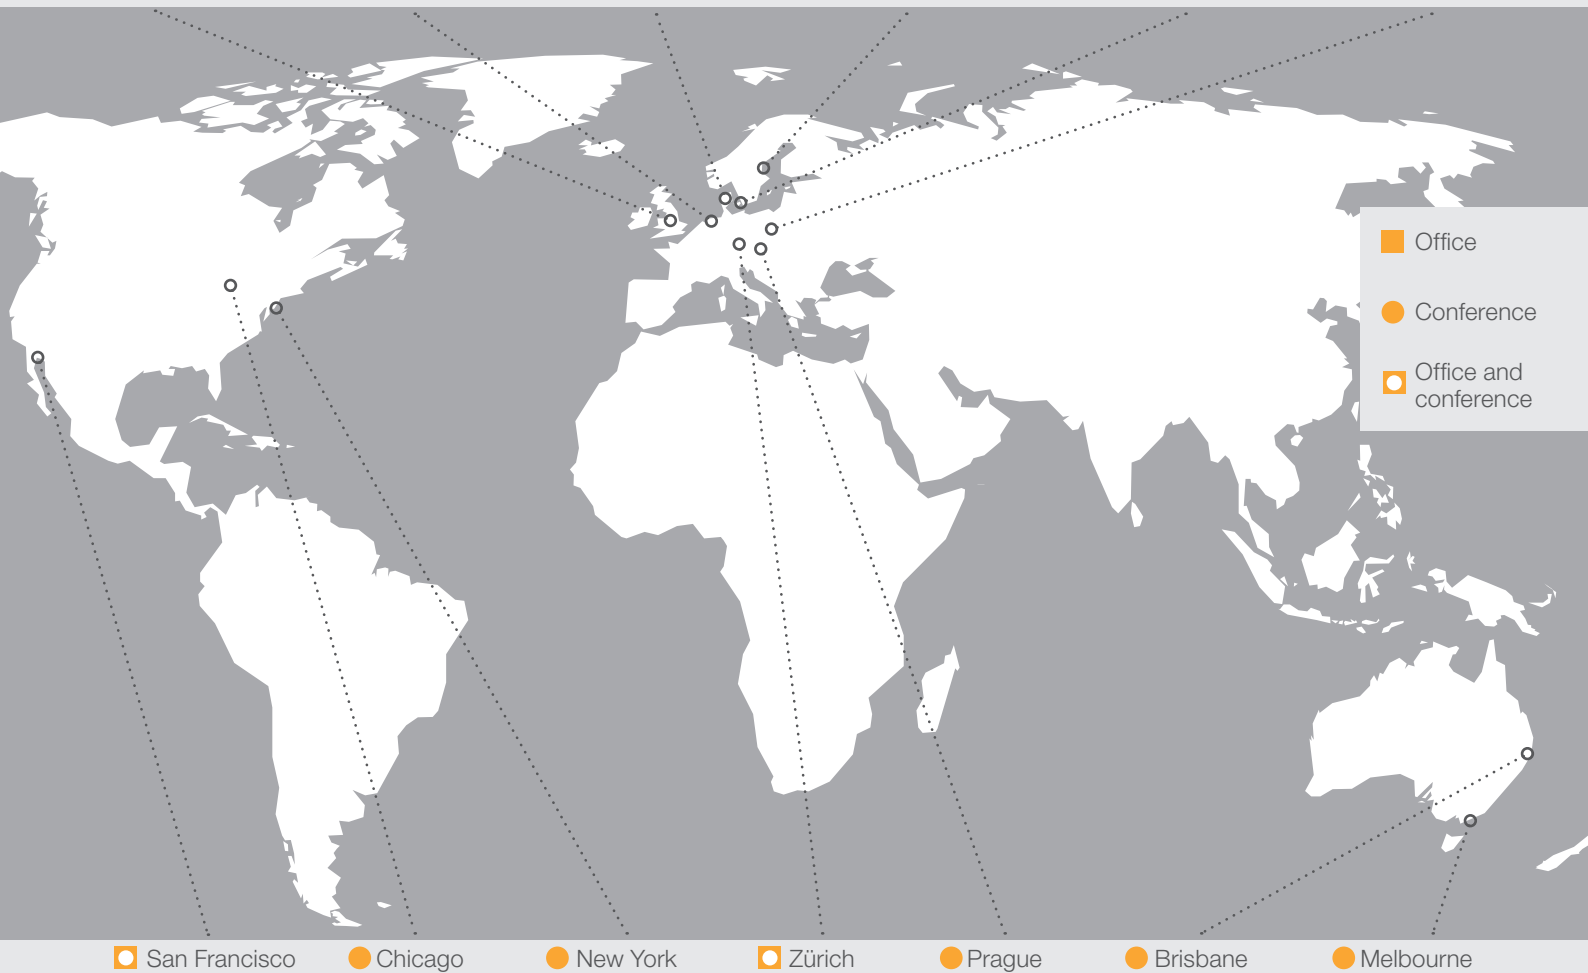 Office
Conference
Office and
conference
San Francisco
Chicago
New York
Zürich
Prague
Brisbane
Melbourne